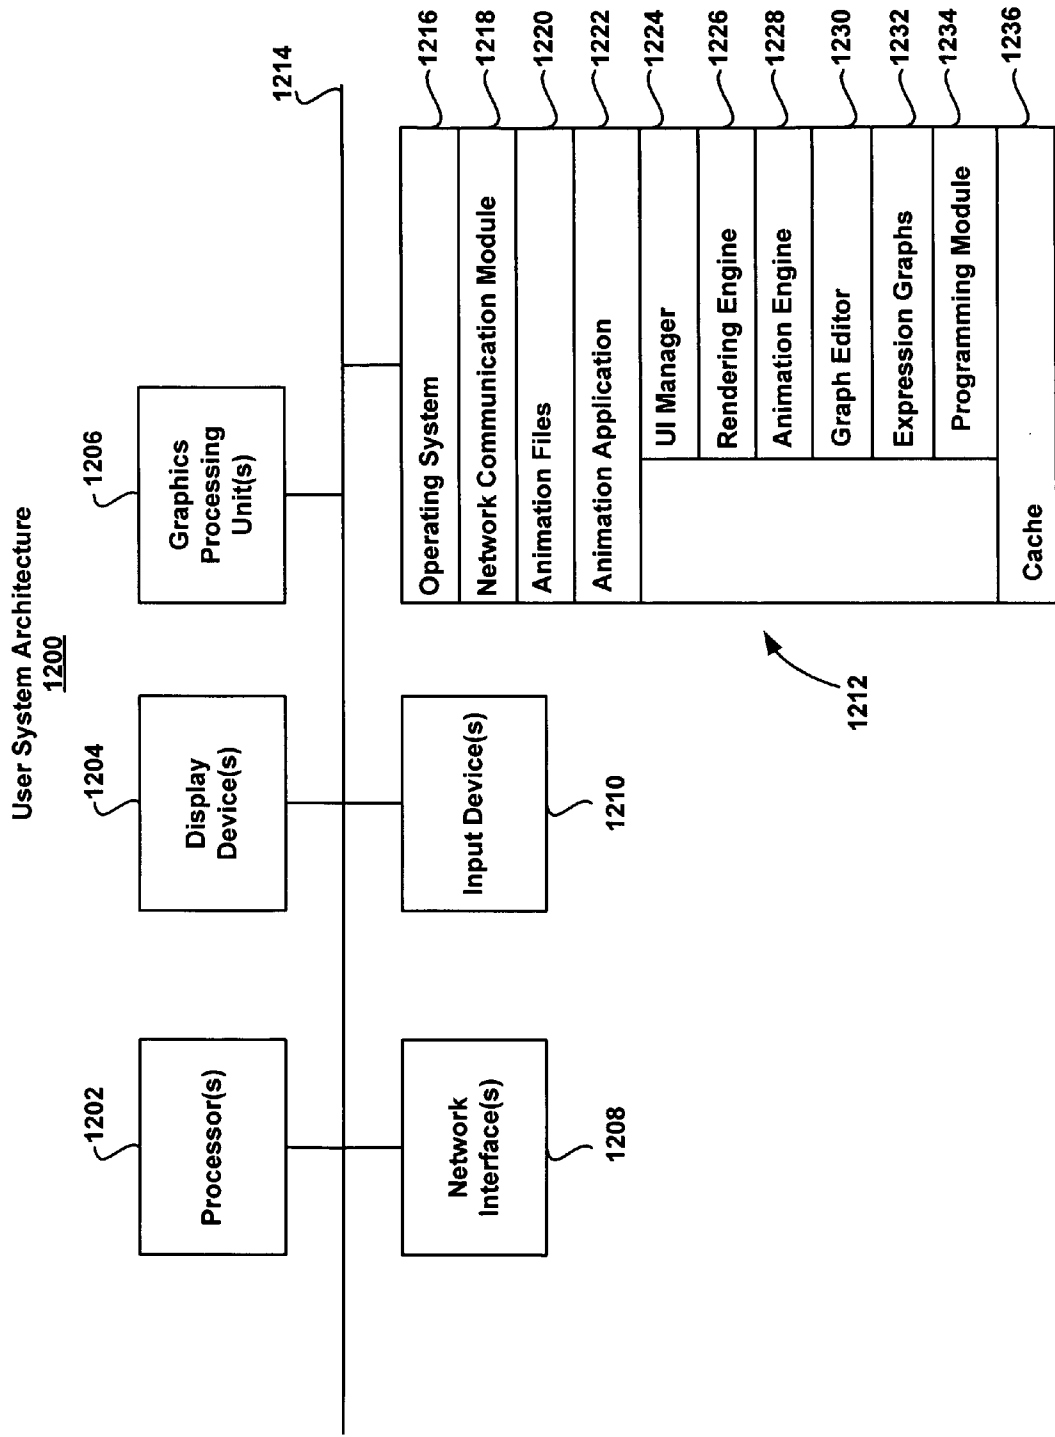 User System Architecture
1200
1202
Processor(s)
1204
Display
Device(s)
1206
Graphics
Processing
Unit(s)
1214
Network
Interface(s)
1208
Input Device(s)
1210
1212
Operating System
1216
Network Communication Module
1218
Animation Files
1220
Animation Application
1222
UI Manager
1224
Rendering Engine
1226
Animation Engine
1228
Graph Editor
1230
Expression Graphs
1232
Programming Module
1234
Cache
1236